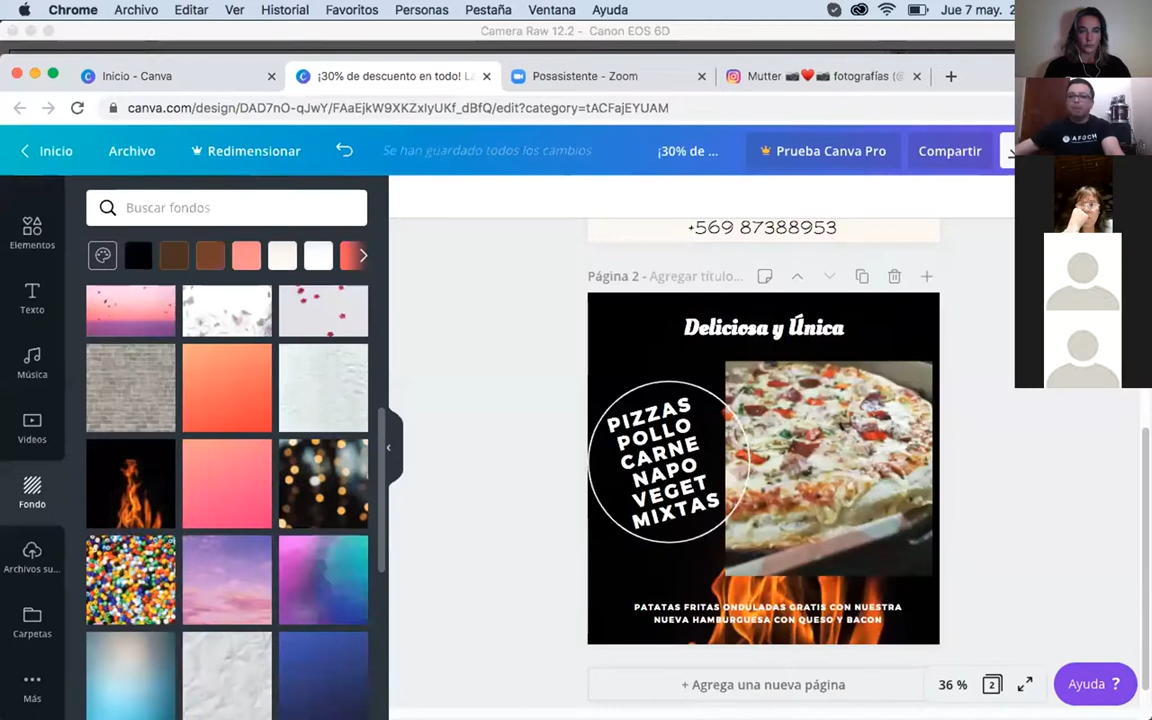 Chrome Archivo Editar Ver Historial Favoritos Personas Pestaña Ventana Ayuda Jue 7 may.
Camera Raw 12.2 - Canon EOS 6D
Inicio - Canva
¡30% de descuento en todo!
Posasistente - Zoom
Mutter 📷❤️📷 fotografías (
canva.com/design/DAD7nO-qJwY/FAaEjkW9XKZxIyUKf_dBfQ/edit?category=tACFajEYUAM
Inicio
Archivo
Redimensionar
Se han guardado todos los cambios
¡30% de ...
Prueba Canva Pro
Compartir
Buscar fondos
Elementos
Texto
Música
Videos
Fondo
Archivos su...
Carpetas
Más
+569 87388953
Página 2 - Agregar título...
Deliciosa y Única
PIZZAS
POLLO
CARNE
NAPO
VEGET
MIXTAS
PATATAS FRITAS ONDULADAS GRATIS CON NUESTRA
NUEVA HAMBURGUESA CON QUESO Y BACON
+ Agrega una nueva página
36 %
2
Ayuda ?
AFOCH